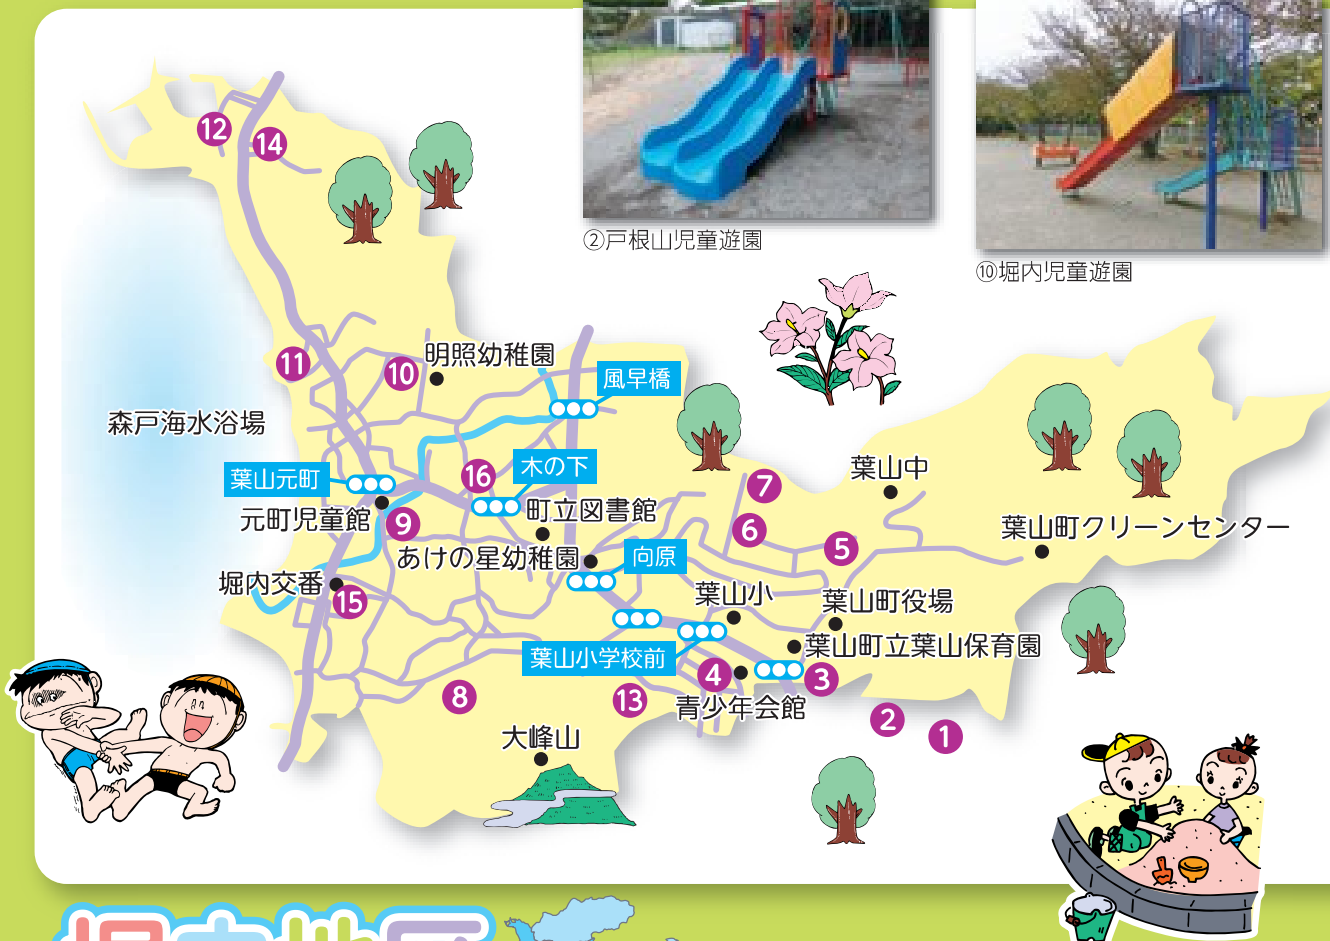 ②戸根山児童遊園
⑩堀内児童遊園
⑫
⑭
⑪
⑩
明照幼稚園
風早橋
森戸海水浴場
葉山元町
⑯
木の下
元町児童館
⑨
町立図書館
あけの星幼稚園
向原
堀内交番
⑮
⑦
⑥
⑤
葉山中
葉山町クリーンセンター
葉山小
葉山町役場
葉山町立葉山保育園
葉山小学校前
④
③
青少年会館
②
①
⑧
⑬
大峰山